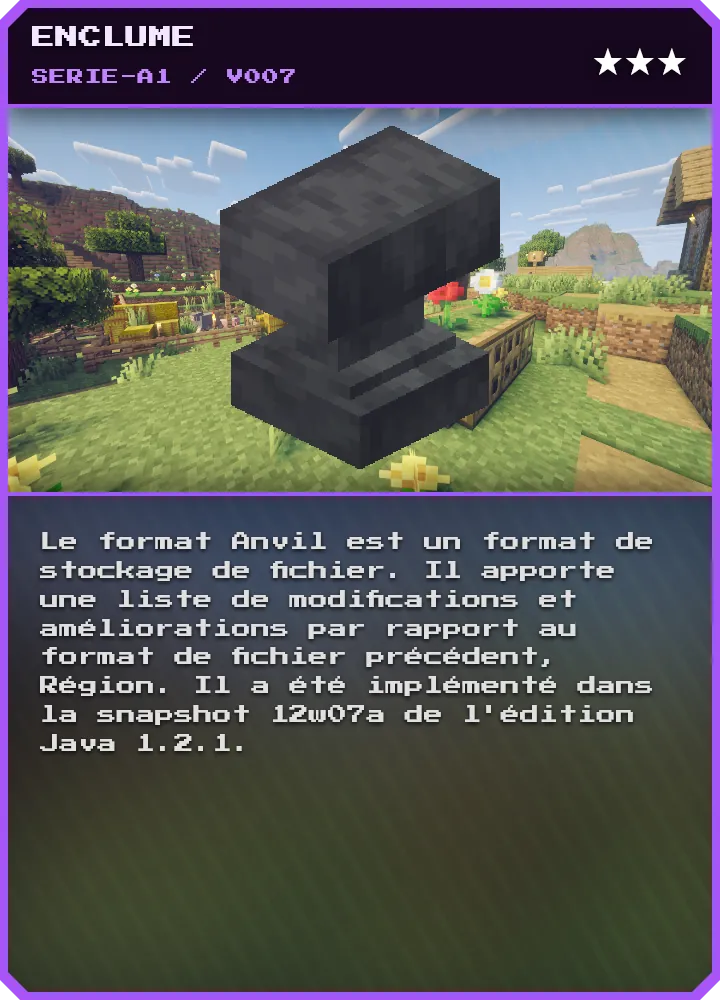 ENCLUME
SERIE-A1 / V007
★★★
Le format Anvil est un format de
stockage de fichier. Il apporte
une liste de modifications et
améliorations par rapport au
format de fichier précédent,
Région. Il a été implémenté dans
la snapshot 12w07a de l'édition
Java 1.2.1.